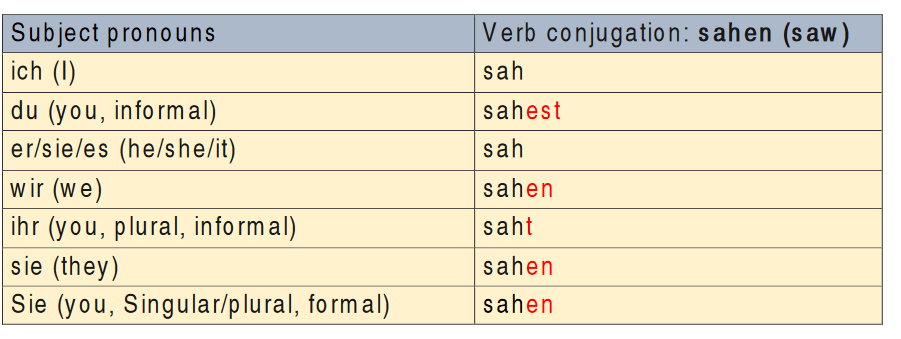 Subject pronouns Verb conjugation: sahen (saw)
ich (I) sah
du (you, informal) sahest
er/sie/es (he/she/it) sah
wir (we) sahen
ihr (you, plural, informal) saht
sie (they) sahen
Sie (you, Singular/plural, formal) sahen